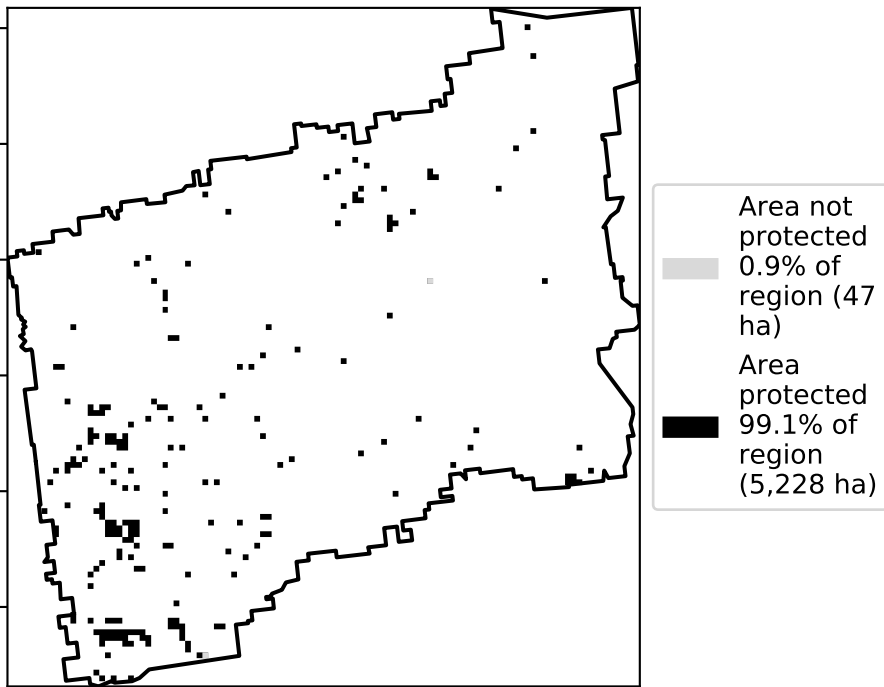 Area not
protected
0.9% of
region (47
ha)
Area
protected
99.1% of
region
(5,228 ha)